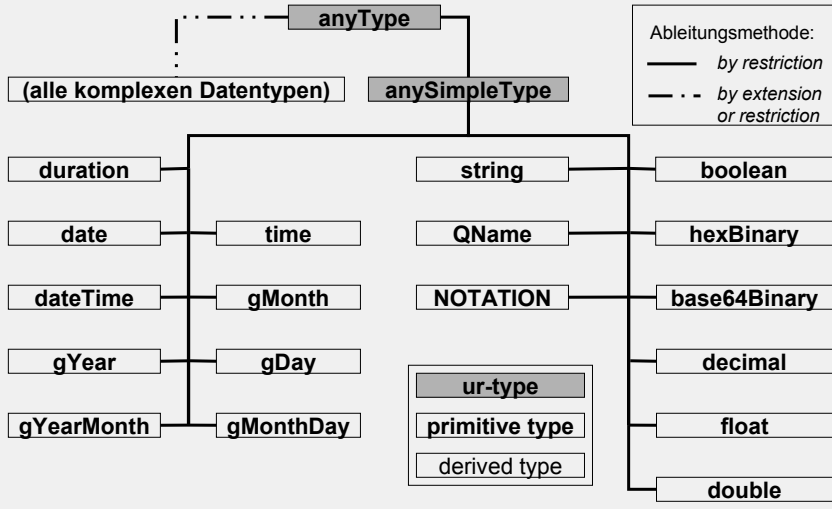 anyType
Ableitungsmethode:
by restriction
by extension
or restriction
(alle komplexen Datentypen)
anySimpleType
duration
string
boolean
date
time
QName
hexBinary
dateTime
gMonth
NOTATION
base64Binary
gYear
gDay
decimal
ur-type
gYearMonth
gMonthDay
primitive type
float
derived type
double